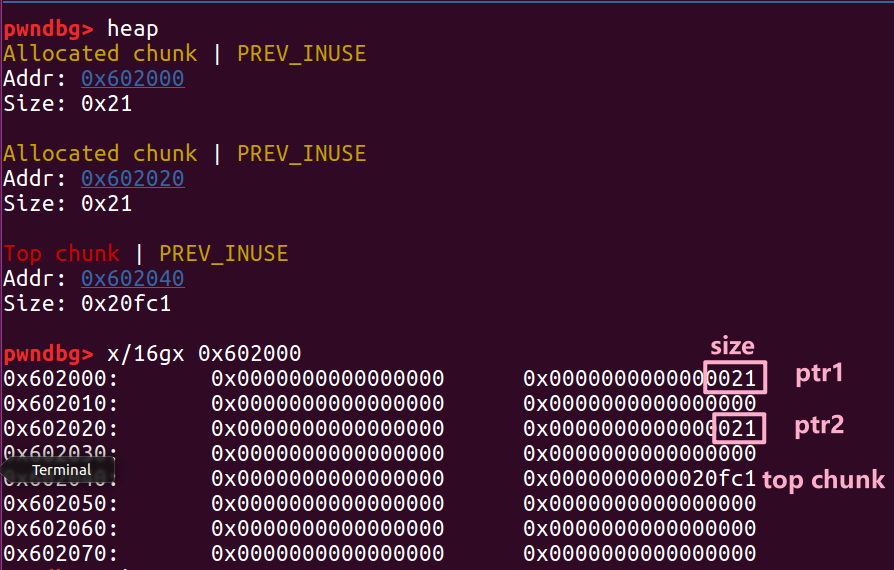 pwndbg> heap
Allocated chunk | PREV_INUSE
Addr: 0x602000
Size: 0x21
Allocated chunk | PREV_INUSE
Addr: 0x602020
Size: 0x21
Top chunk | PREV_INUSE
Addr: 0x602040
Size: 0x20fc1
size
pwndbg> x/16gx 0x602000
0x602000: 0x0000000000000000 0x0000000000000021 ptr1
0x602010: 0x0000000000000000 0x0000000000000000
0x602020: 0x0000000000000000 0x0000000000000021 ptr2
0x602030: 0x0000000000000000 0x0000000000000000
Terminal
0x0000000000000000 0x0000000000020fc1 top chunk
0x602050: 0x0000000000000000 0x0000000000000000
0x602060: 0x0000000000000000 0x0000000000000000
0x602070: 0x0000000000000000 0x0000000000000000